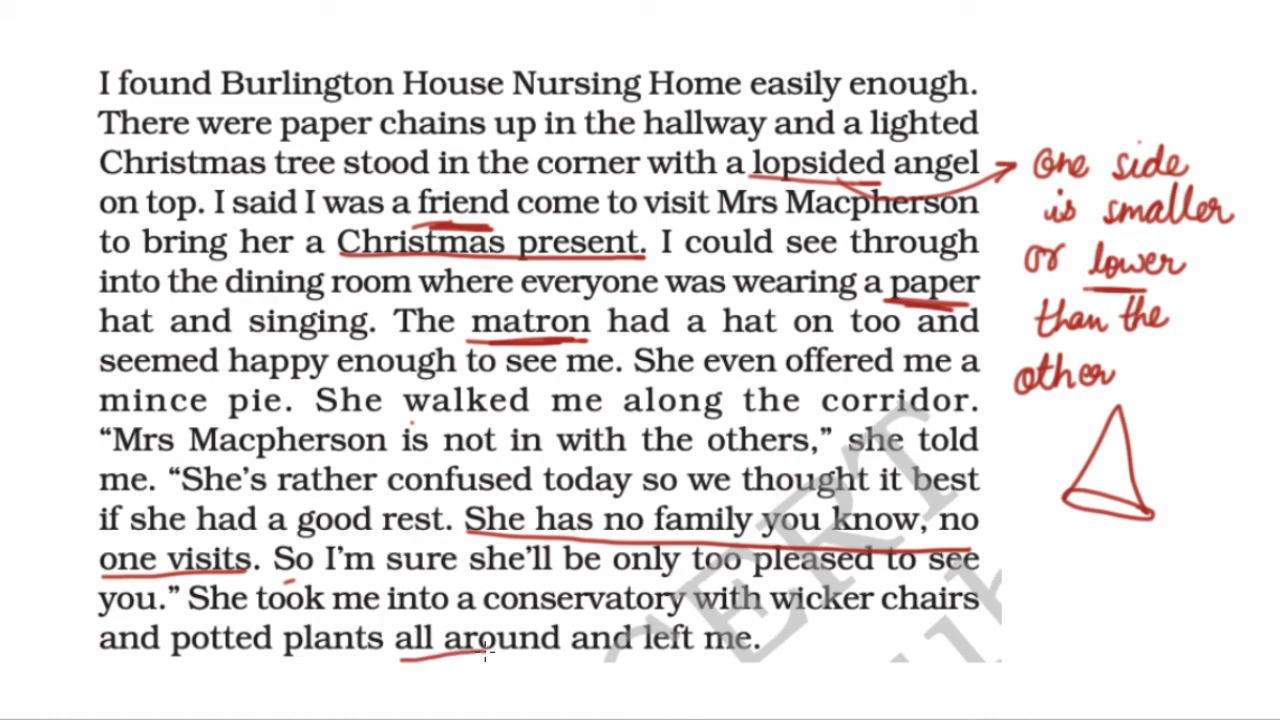 I found Burlington House Nursing Home easily enough.
There were paper chains up in the hallway and a lighted
Christmas tree stood in the corner with a lopsided angel
on top. I said I was a friend come to visit Mrs Macpherson
to bring her a Christmas present. I could see through
into the dining room where everyone was wearing a paper
hat and singing. The matron had a hat on too and
seemed happy enough to see me. She even offered me a
mince pie. She walked me along the corridor.
“Mrs Macpherson is not in with the others,” she told
me. “She’s rather confused today so we thought it best
if she had a good rest. She has no family you know, no
one visits. So I’m sure she’ll be only too pleased to see
you.” She took me into a conservatory with wicker chairs
and potted plants all around and left me.
One side
is smaller
or lower
than the
other